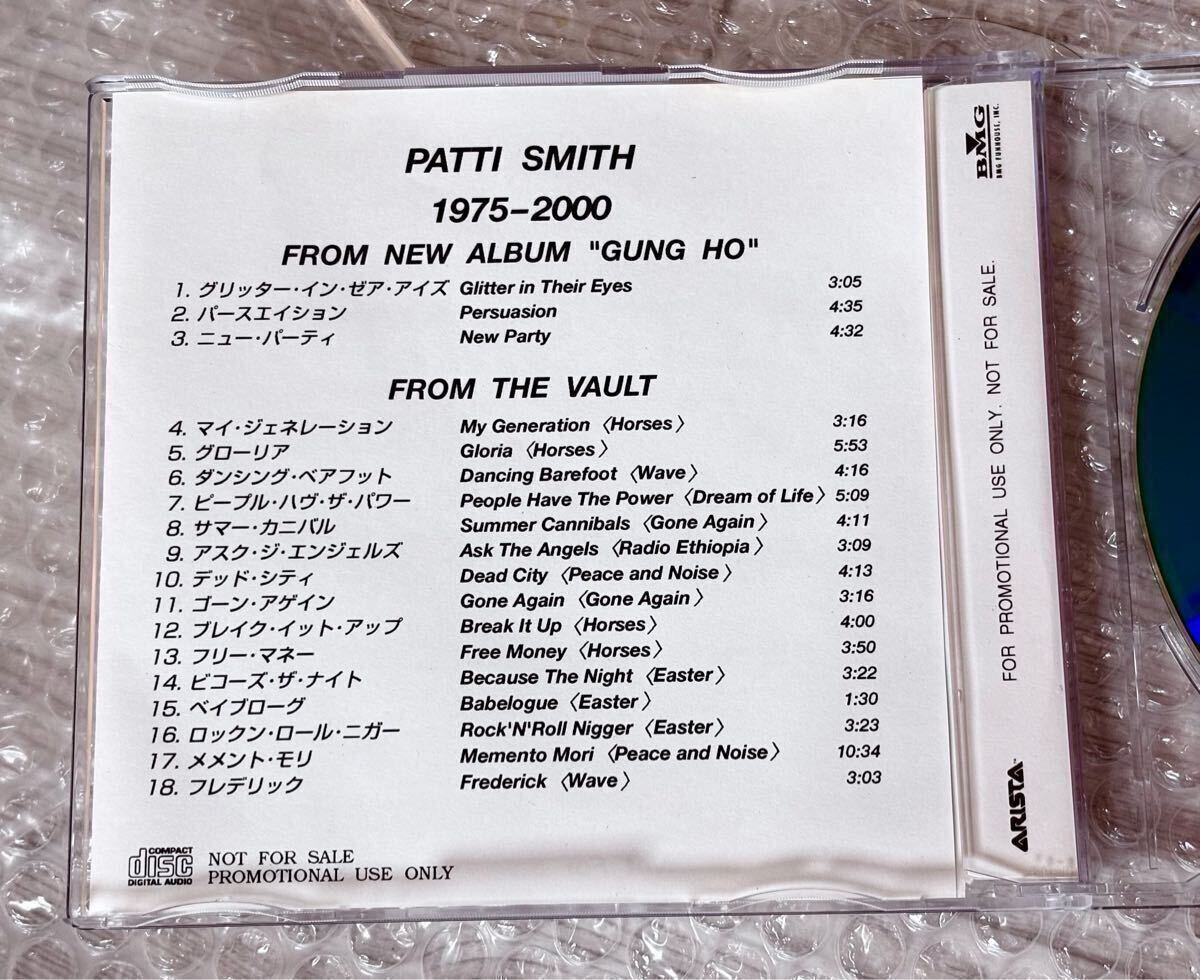 PATTI SMITH
1975-2000
FROM NEW ALBUM "GUNG HO"
1. グリッター・イン・ゼア・アイズ Glitter in Their Eyes 3:05
2. パースエイション Persuasion 4:35
3. ニュー・パーティ New Party 4:32
FROM THE VAULT
4. マイ・ジェネレーション My Generation〈Horses〉 3:16
5. グローリア Gloria〈Horses〉 5:53
6. ダンシング・ベアフット Dancing Barefoot〈Wave〉 4:16
7. ピープル・ハヴ・ザ・パワー People Have The Power〈Dream of Life〉 5:09
8. サマー・カニバル Summer Cannibals〈Gone Again〉 4:11
9. アスク・ジ・エンジェルズ Ask The Angels〈Radio Ethiopia〉 3:09
10. デッド・シティ Dead City〈Peace and Noise〉 4:13
11. ゴーン・アゲイン Gone Again〈Gone Again〉 3:16
12. ブレイク・イット・アップ Break It Up〈Horses〉 4:00
13. フリー・マネー Free Money〈Horses〉 3:50
14. ビコーズ・ザ・ナイト Because The Night〈Easter〉 3:22
15. ベイブローグ Babelogue〈Easter〉 1:30
16. ロックン・ロール・ニガー Rock'N'Roll Nigger〈Easter〉 3:23
17. メメント・モリ Memento Mori〈Peace and Noise〉 10:34
18. フレデリック Frederick〈Wave〉 3:03
COMPACT
disc
DIGITAL AUDIO
NOT FOR SALE
PROMOTIONAL USE ONLY
BMG
BMG FUNHOUSE, INC.
FOR PROMOTIONAL USE ONLY. NOT FOR SALE.
ARISTA™